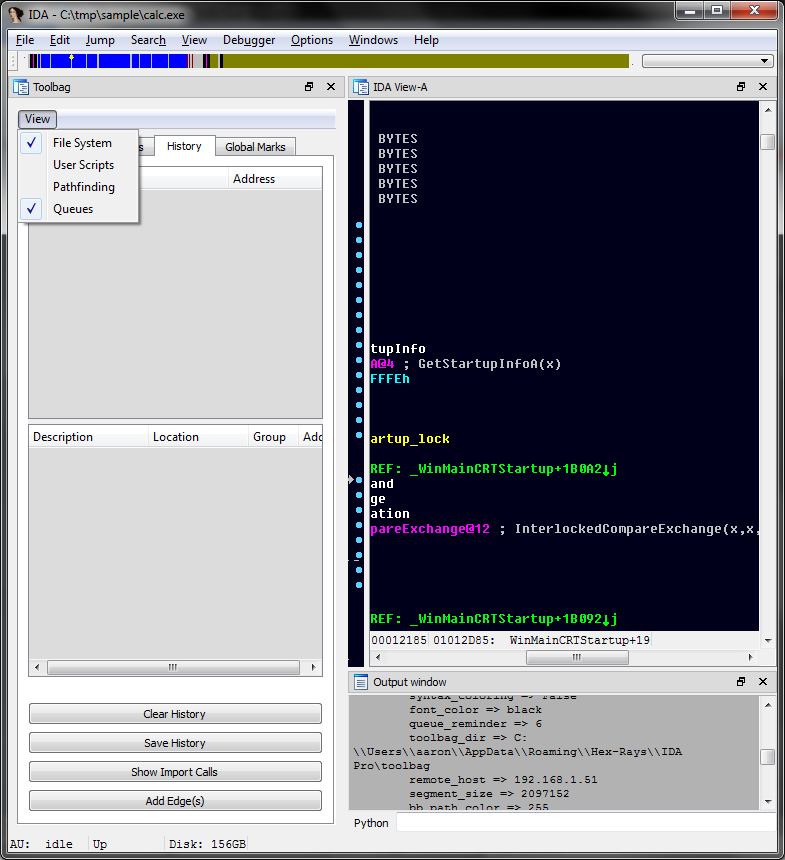 IDA - C:\tmp\sample\calc.exe
File Edit Jump Search View Debugger Options Windows Help
Toolbag
View
File System
User Scripts
Pathfinding
Queues
History
Global Marks
Address
Description Location Group
Clear History
Save History
Show Import Calls
Add Edge(s)
IDA View-A
BYTES
BYTES
BYTES
BYTES
BYTES
tupInfo
A@4 ; GetStartupInfoA(x)
FFFEh
artup_lock
REF: _WinMainCRTStartup+1B0A2↓j
and
ge
ation
pareExchange@12 ; InterlockedCompareExchange(x,x,
REF: _WinMainCRTStartup+1B092↓j
00012185 01012D85: WinMainCRTStartup+19
Output window
syntax_coloring => False
font_color => black
queue_reminder => 6
toolbag_dir => C:
\\Users\\aaron\\AppData\\Roaming\\Hex-Rays\\IDA
Pro\toolbag
remote_host => 192.168.1.51
segment_size => 2097152
bb_path_color => 255
Python
AU: idle Up Disk: 156GB